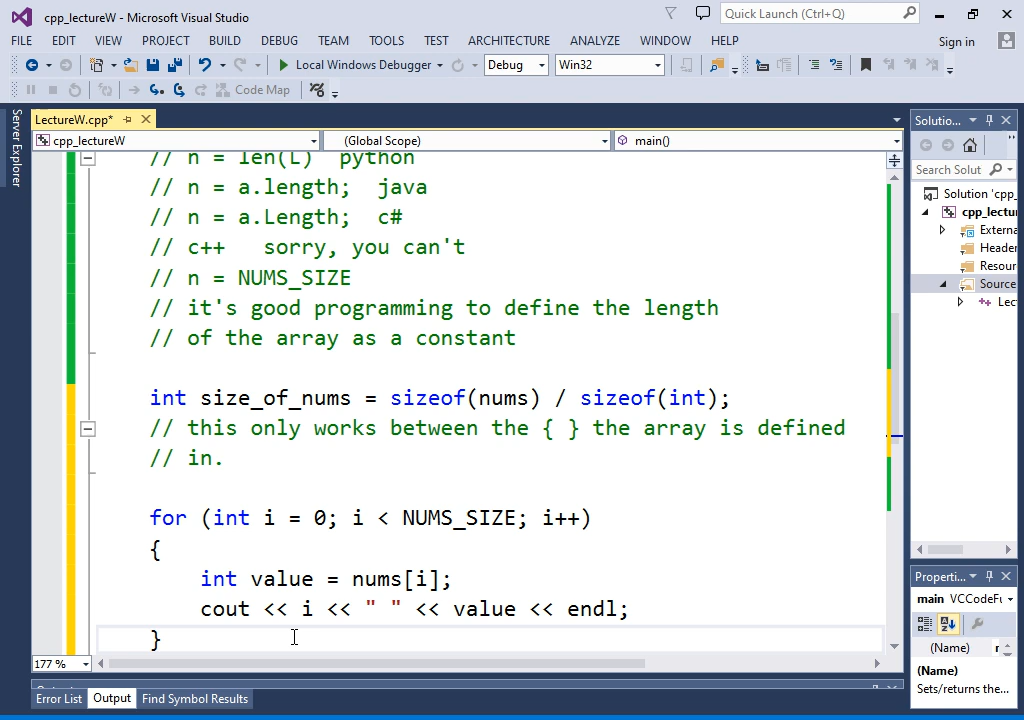 cpp_lectureW - Microsoft Visual Studio
Quick Launch (Ctrl+Q)
FILE EDIT VIEW PROJECT BUILD DEBUG TEAM TOOLS TEST ARCHITECTURE ANALYZE WINDOW HELP
Sign in
Local Windows Debugger Debug Win32
Code Map
Server Explorer
LectureW.cpp*
cpp_lectureW (Global Scope) main()
// n = len(L) python
// n = a.length; java
// n = a.Length; c#
// c++ sorry, you can't
// n = NUMS_SIZE
// it's good programming to define the length
// of the array as a constant
int size_of_nums = sizeof(nums) / sizeof(int);
// this only works between the { } the array is defined
// in.
for (int i = 0; i < NUMS_SIZE; i++)
{
int value = nums[i];
cout << i << " " << value << endl;
}
177 %
Error List Output Find Symbol Results
Solutio...
Search Solut
Solution 'cpp_
cpp_lectu
Externa
Header
Resour
Source
Lec
Properti...
main VCCodeFu
(Name)
(Name)
Sets/returns the...